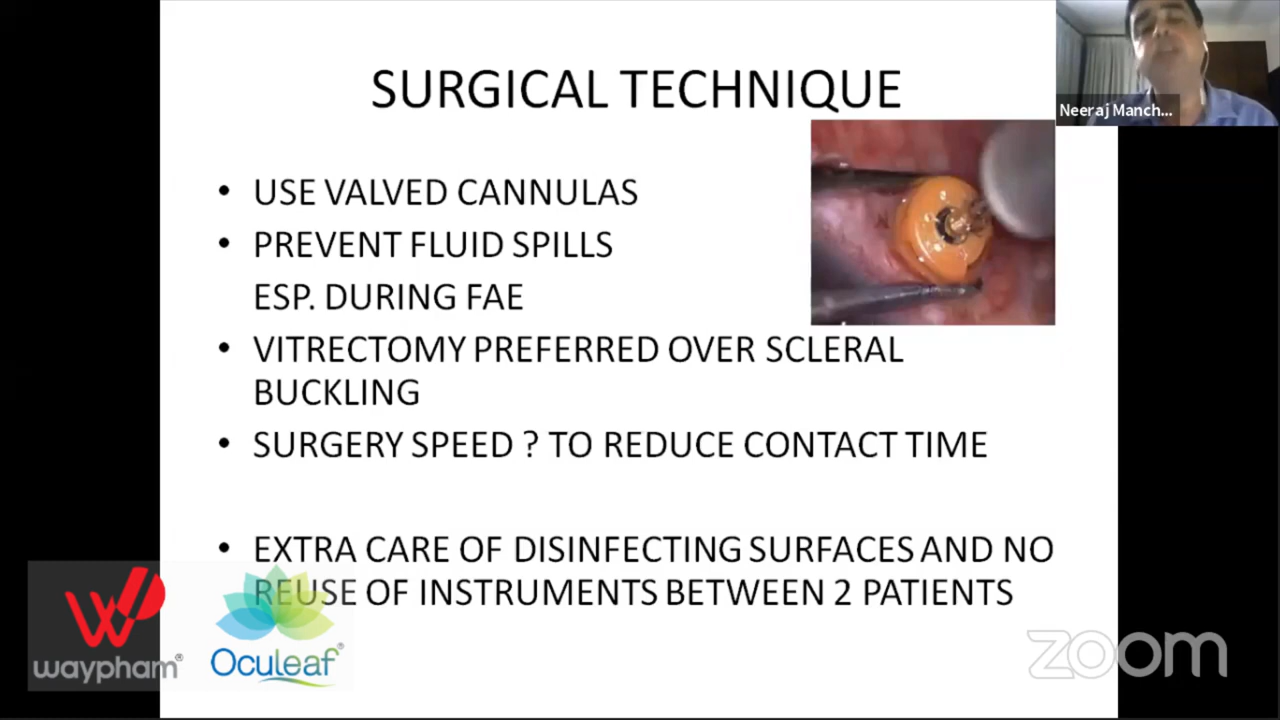 SURGICAL TECHNIQUE
Neeraj Manch...
• USE VALVED CANNULAS
• PREVENT FLUID SPILLS
ESP. DURING FAE
• VITRECTOMY PREFERRED OVER SCLERAL
BUCKLING
• SURGERY SPEED ? TO REDUCE CONTACT TIME
• EXTRA CARE OF DISINFECTING SURFACES AND NO
REUSE OF INSTRUMENTS BETWEEN 2 PATIENTS
waypham®
Oculeaf®
zoom